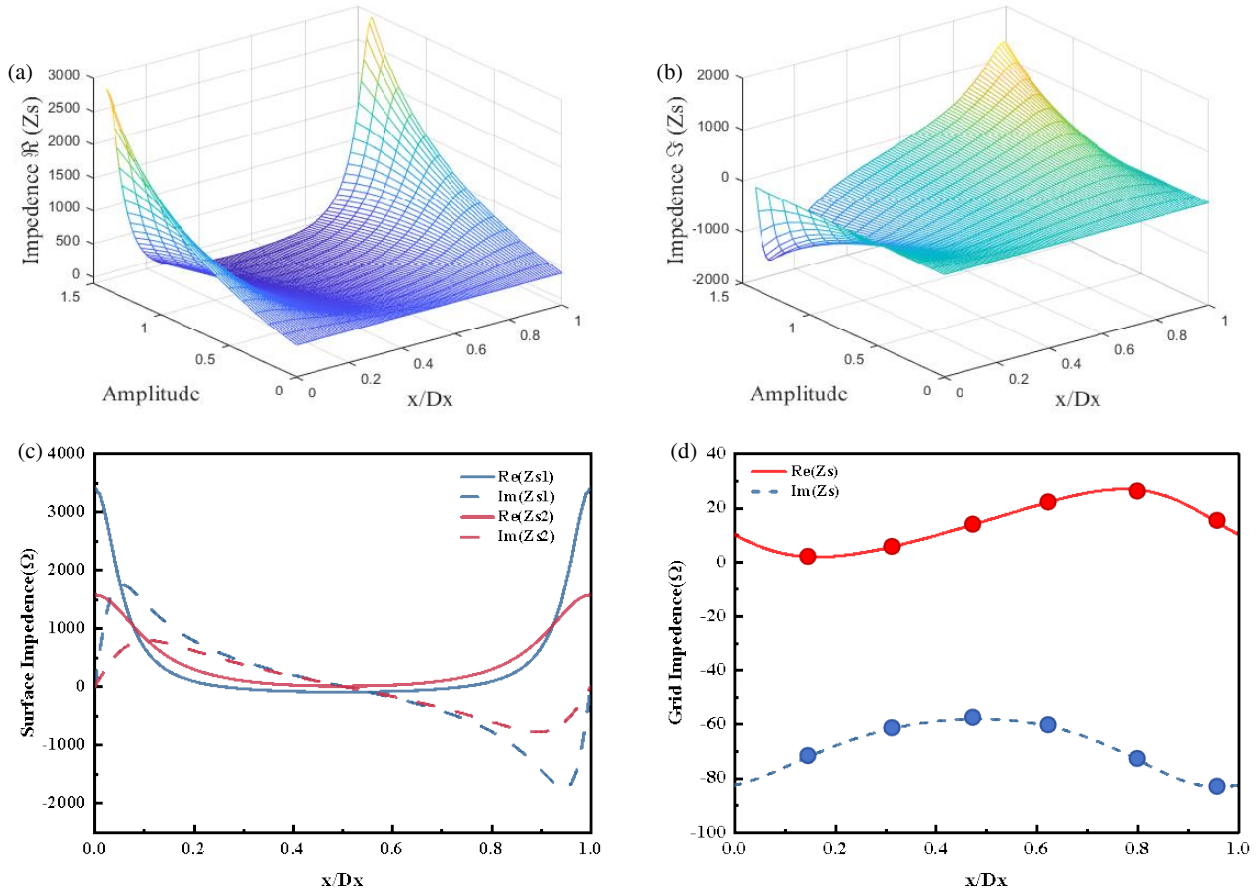 (a)
3000
2500
2000
1500
1000
500
0
Impedence ℜ (Zs)
1.5
1
0.5
0
Amplitude
0
0.2
0.4
0.6
0.8
1
x/Dx
(b)
2000
1000
0
-1000
-2000
Impedence ℑ (Zs)
1.5
1
0.5
0
Amplitude
0
0.2
0.4
0.6
0.8
1
x/Dx
(c)
4000
3000
2000
1000
0
-1000
-2000
Surface Impedence(Ω)
Re(Zs1)
Im(Zs1)
Re(Zs2)
Im(Zs2)
0.0 0.2 0.4 0.6 0.8 1.0
x/Dx
(d)
40
20
0
-20
-40
-60
-80
-100
Grid Impedence(Ω)
Re(Zs)
Im(Zs)
0.0 0.2 0.4 0.6 0.8 1.0
x/Dx